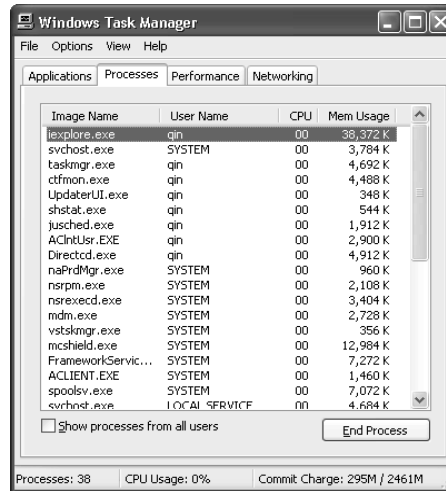 Windows Task Manager
File Options View Help
Applications Processes Performance Networking
Image Name User Name CPU Mem Usage
iexplore.exe qin 00 38,372 K
svchost.exe SYSTEM 00 3,784 K
taskmgr.exe qin 00 4,692 K
ctfmon.exe qin 00 4,488 K
UpdaterUI.exe qin 00 348 K
shstat.exe qin 00 544 K
jusched.exe qin 00 1,912 K
AClntUsr.EXE qin 00 2,900 K
Directcd.exe qin 00 4,912 K
naPrdMgr.exe SYSTEM 00 960 K
nsrpm.exe SYSTEM 00 2,108 K
nsrexecd.exe SYSTEM 00 3,404 K
mdm.exe SYSTEM 00 2,728 K
vstskmgr.exe SYSTEM 00 356 K
mcshield.exe SYSTEM 00 12,984 K
FrameworkServic... SYSTEM 00 7,272 K
ACLIENT.EXE SYSTEM 00 1,460 K
spoolsv.exe SYSTEM 00 7,072 K
svchost.exe LOCAL SERVICE 00 4,684 K
Show processes from all users
End Process
Processes: 38 CPU Usage: 0% Commit Charge: 295M / 2461M